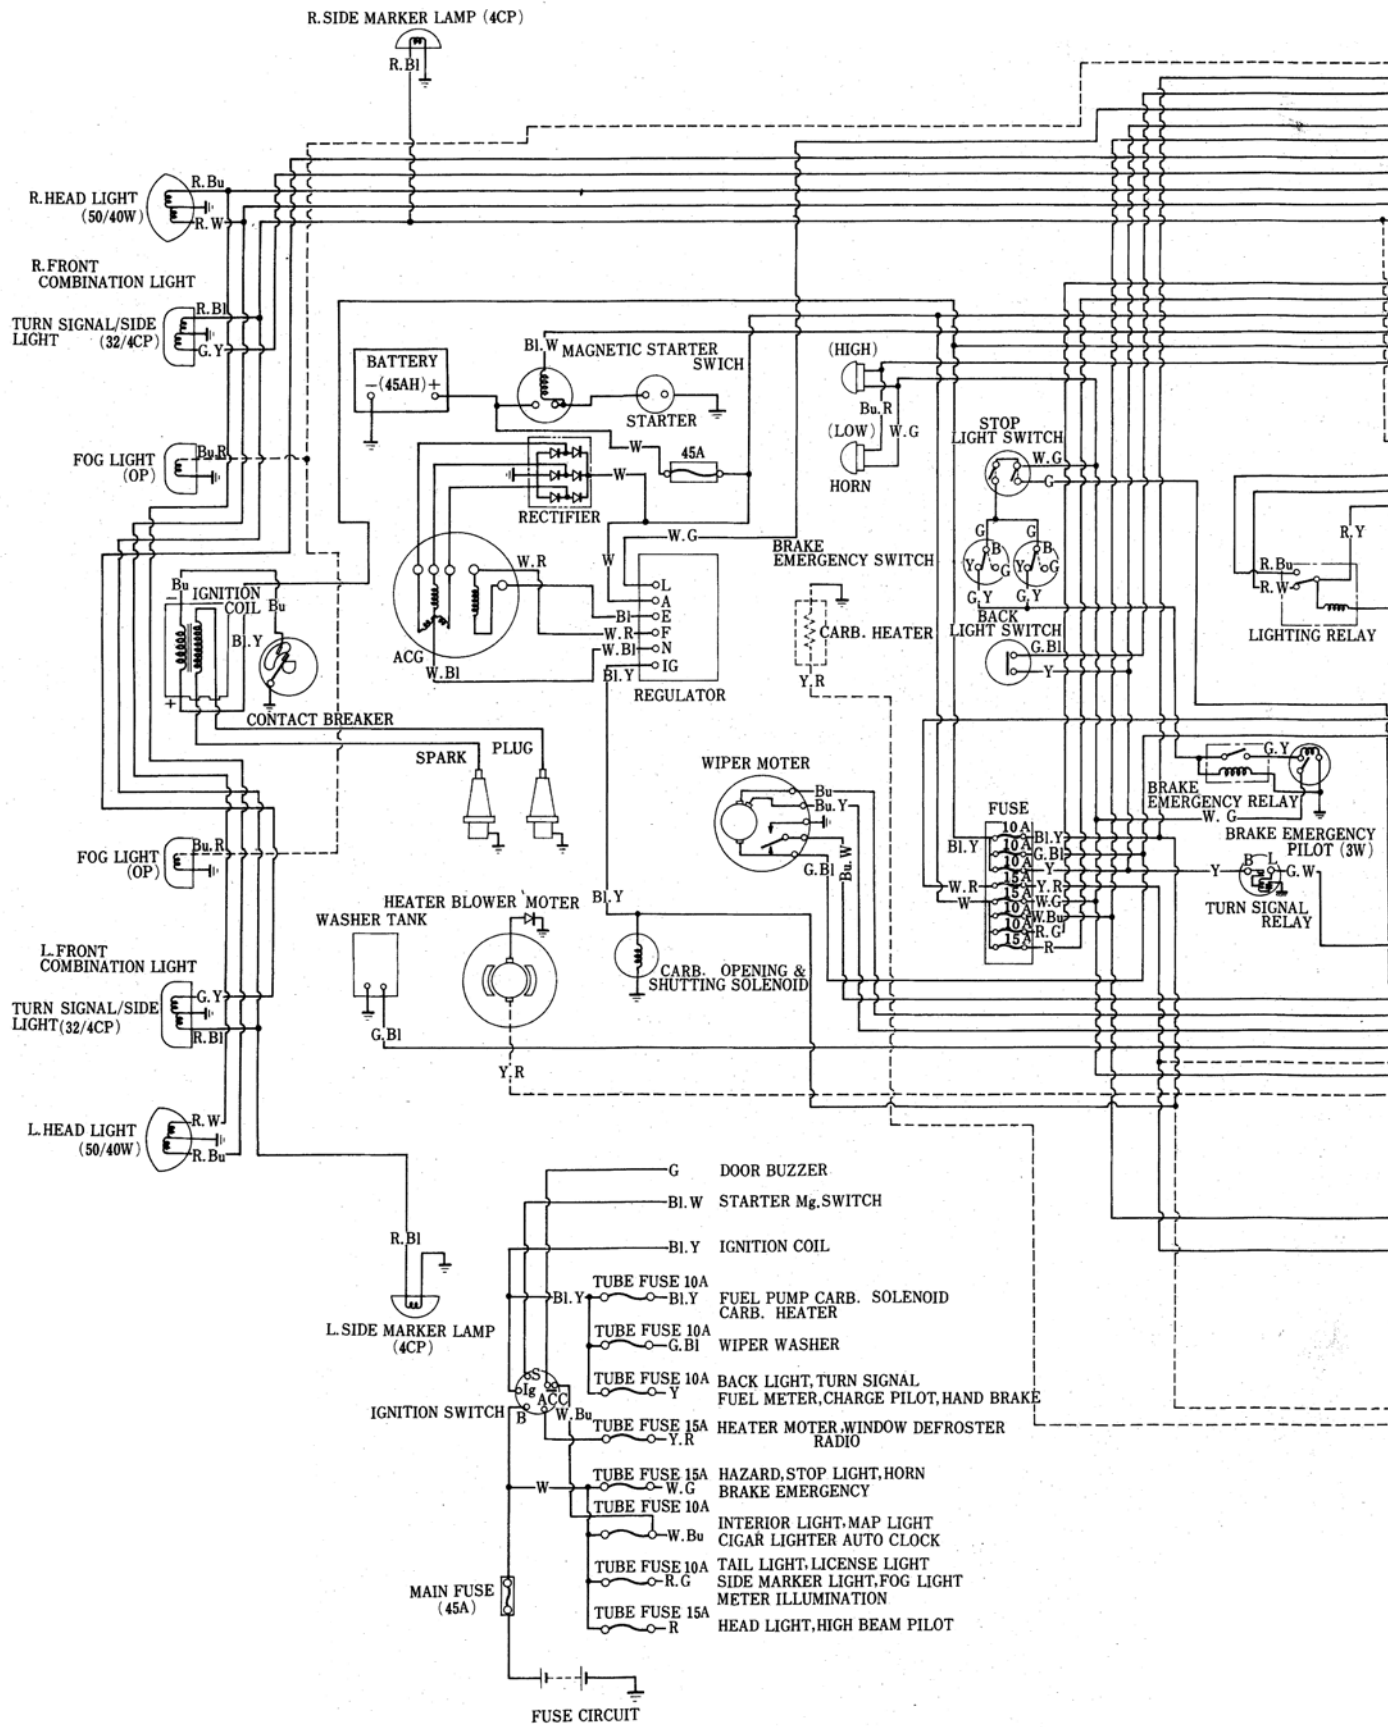 R.SIDE MARKER LAMP (4CP)
R.Bl
R.HEAD LIGHT
(50/40W)
R.Bu
R.W
R.FRONT
COMBINATION LIGHT
TURN SIGNAL/SIDE
LIGHT (32/4CP)
R.Bl
G.Y
BATTERY
-(45AH)+
Bl.W
MAGNETIC STARTER
SWICH
STARTER
(HIGH)
Bu.R
(LOW)
W.G
HORN
STOP
LIGHT SWITCH
W.G
G
FOG LIGHT
(OP)
Bu.R
W
45A
W
RECTIFIER
W.G
W
W.R
BRAKE
EMERGENCY SWITCH
G
G
B
B
Y
G
Y
G
G.Y
G.Y
R.Y
R.Bu
R.W
LIGHTING RELAY
Bu
IGNITION
COIL
Bu
-
+
Bl.Y
CONTACT BREAKER
ACG
W.Bl
L
A
Bl
E
W.R
F
W.Bl
N
Bl.Y
IG
REGULATOR
CARB. HEATER
Y.R
BACK
LIGHT SWITCH
G.Bl
Y
SPARK
PLUG
WIPER MOTER
Bu
Bu.Y
Bu.W
G.Bl
G.Y
BRAKE
EMERGENCY RELAY
W.G
BRAKE EMERGENCY
PILOT (3W)
FUSE
Bl.Y
10A
Bl.Y
10A
G.Bl
10A
Y
W.R
15A
Y.R
W
15A
W.G
10A
W.Bu
10A
R.G
15A
R
Y
B
L
G.W
TURN SIGNAL
RELAY
FOG LIGHT
(OP)
Bu.R
HEATER BLOWER MOTER
WASHER TANK
G.Bl
Y.R
Bl.Y
CARB. OPENING &
SHUTTING SOLENOID
L.FRONT
COMBINATION LIGHT
TURN SIGNAL/SIDE
LIGHT(32/4CP)
G.Y
R.Bl
L.HEAD LIGHT
(50/40W)
R.W
R.Bu
R.Bl
L.SIDE MARKER LAMP
(4CP)
G DOOR BUZZER
Bl.W STARTER Mg.SWITCH
Bl.Y IGNITION COIL
TUBE FUSE 10A
Bl.Y
Bl.Y FUEL PUMP CARB. SOLENOID
CARB. HEATER
TUBE FUSE 10A
G.Bl WIPER WASHER
TUBE FUSE 10A
Y
BACK LIGHT,TURN SIGNAL
FUEL METER,CHARGE PILOT,HAND BRAKE
S
Ig
ACC
B
IGNITION SWITCH
W.Bu
TUBE FUSE 15A
Y.R
HEATER MOTER,WINDOW DEFROSTER
RADIO
W
TUBE FUSE 15A
W.G
HAZARD,STOP LIGHT,HORN
BRAKE EMERGENCY
TUBE FUSE 10A
W.Bu
INTERIOR LIGHT,MAP LIGHT
CIGAR LIGHTER AUTO CLOCK
TUBE FUSE 10A
R.G
TAIL LIGHT,LICENSE LIGHT
SIDE MARKER LIGHT,FOG LIGHT
METER ILLUMINATION
TUBE FUSE 15A
R
HEAD LIGHT,HIGH BEAM PILOT
MAIN FUSE
(45A)
FUSE CIRCUIT